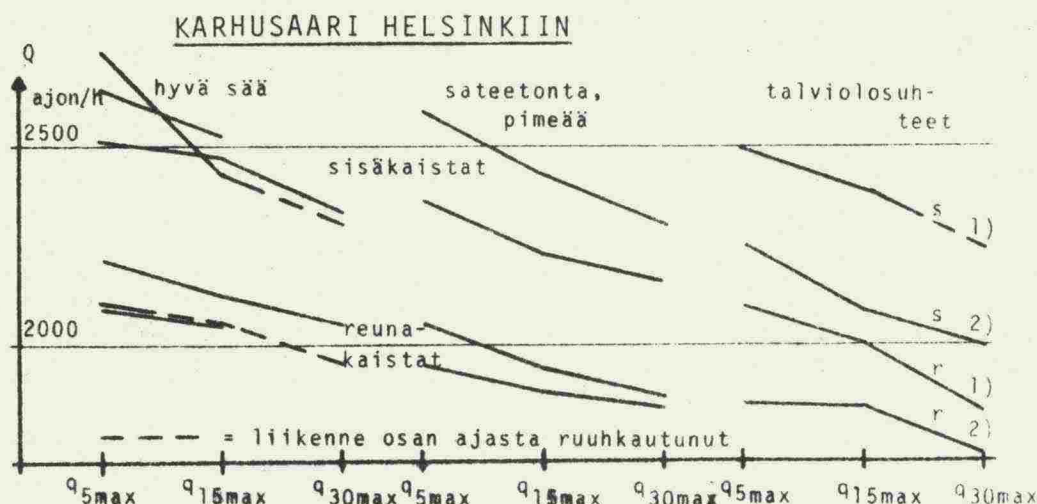 KARHUSAARI HELSINKIIN
Q
ajon/h
hyvä sää
sateetonta,
pimeää
talviolosuh-
teet
2500
sisäkaistat
s 1)
s 2)
2000
reuna-
kaistat
r 1)
r 2)
= liikenne osan ajasta ruuhkautunut
q5max q15max q30max q5max q15max q30max q5max q15max q30max